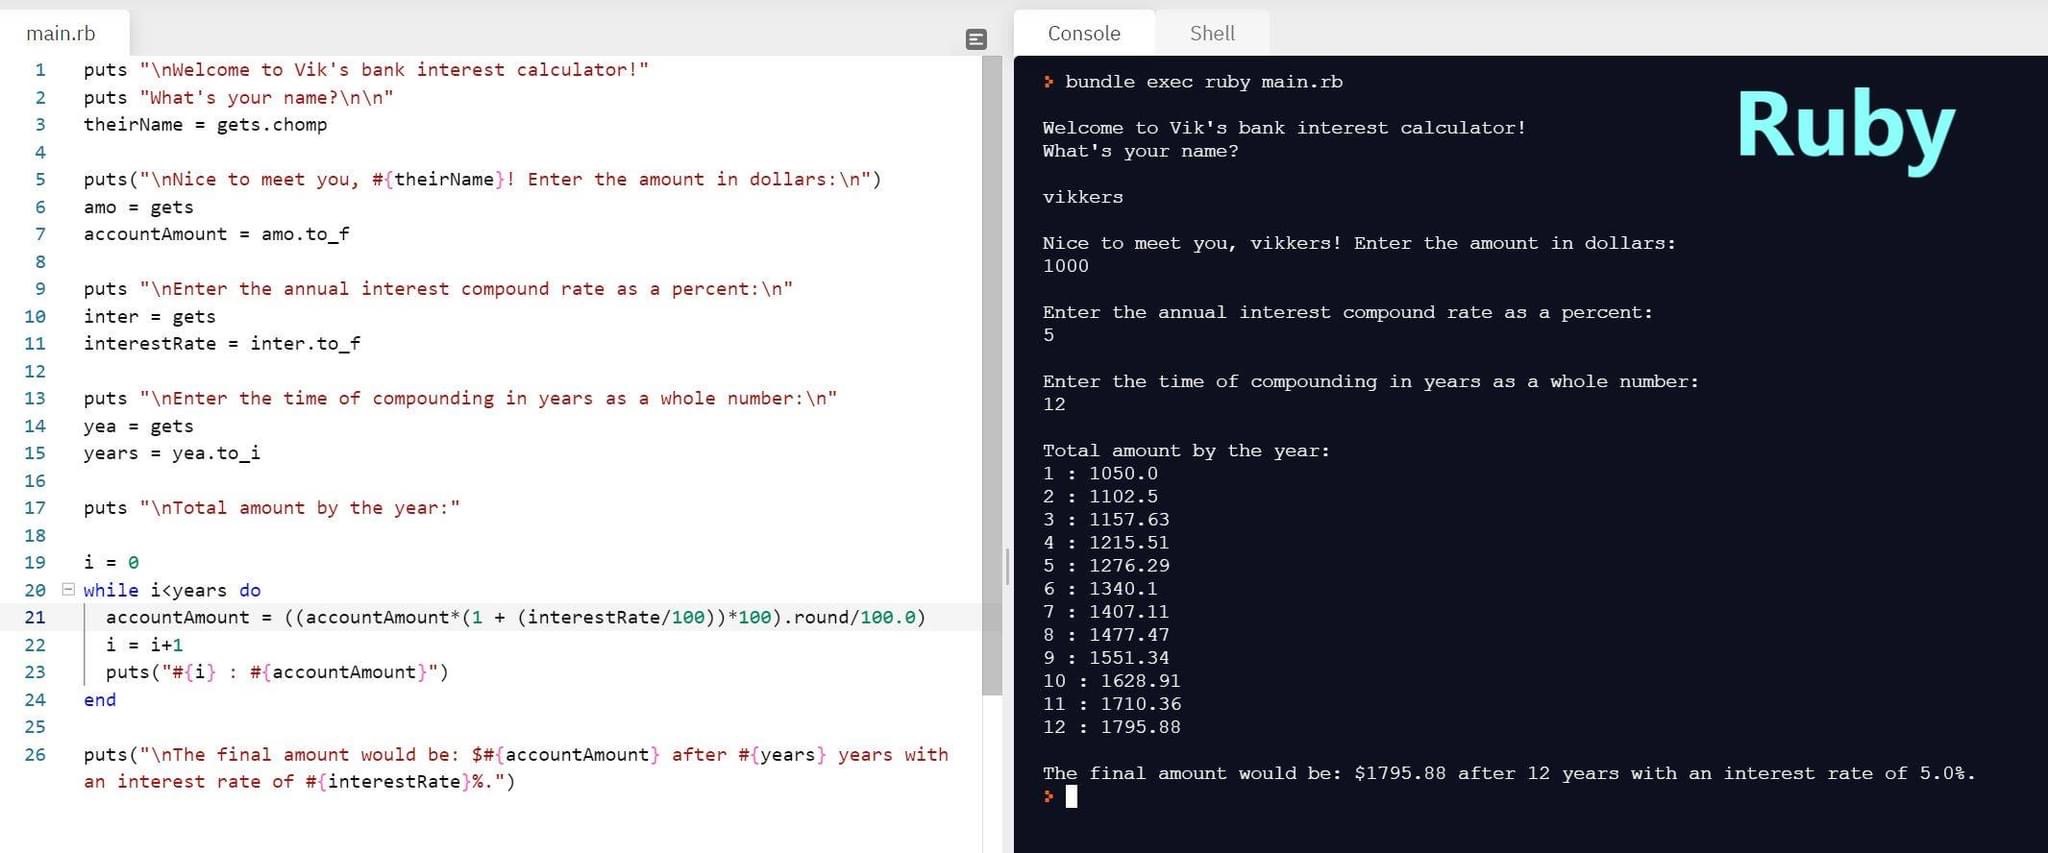 main.rb
1 puts "\nWelcome to Vik's bank interest calculator!"
2 puts "What's your name?\n\n"
3 theirName = gets.chomp
4
5 puts("\nNice to meet you, #{theirName}! Enter the amount in dollars:\n")
6 amo = gets
7 accountAmount = amo.to_f
8
9 puts "\nEnter the annual interest compound rate as a percent:\n"
10 inter = gets
11 interestRate = inter.to_f
12
13 puts "\nEnter the time of compounding in years as a whole number:\n"
14 yea = gets
15 years = yea.to_i
16
17 puts "\nTotal amount by the year:"
18
19 i = 0
20 while i<years do
21 accountAmount = ((accountAmount*(1 + (interestRate/100))*100).round/100.0)
22 i = i+1
23 puts("#{i} : #{accountAmount}")
24 end
25
26 puts("\nThe final amount would be: $#{accountAmount} after #{years} years with
an interest rate of #{interestRate}%.")
Console Shell
bundle exec ruby main.rb
Ruby
Welcome to Vik's bank interest calculator!
What's your name?
vikkers
Nice to meet you, vikkers! Enter the amount in dollars:
1000
Enter the annual interest compound rate as a percent:
5
Enter the time of compounding in years as a whole number:
12
Total amount by the year:
1 : 1050.0
2 : 1102.5
3 : 1157.63
4 : 1215.51
5 : 1276.29
6 : 1340.1
7 : 1407.11
8 : 1477.47
9 : 1551.34
10 : 1628.91
11 : 1710.36
12 : 1795.88
The final amount would be: $1795.88 after 12 years with an interest rate of 5.0%.